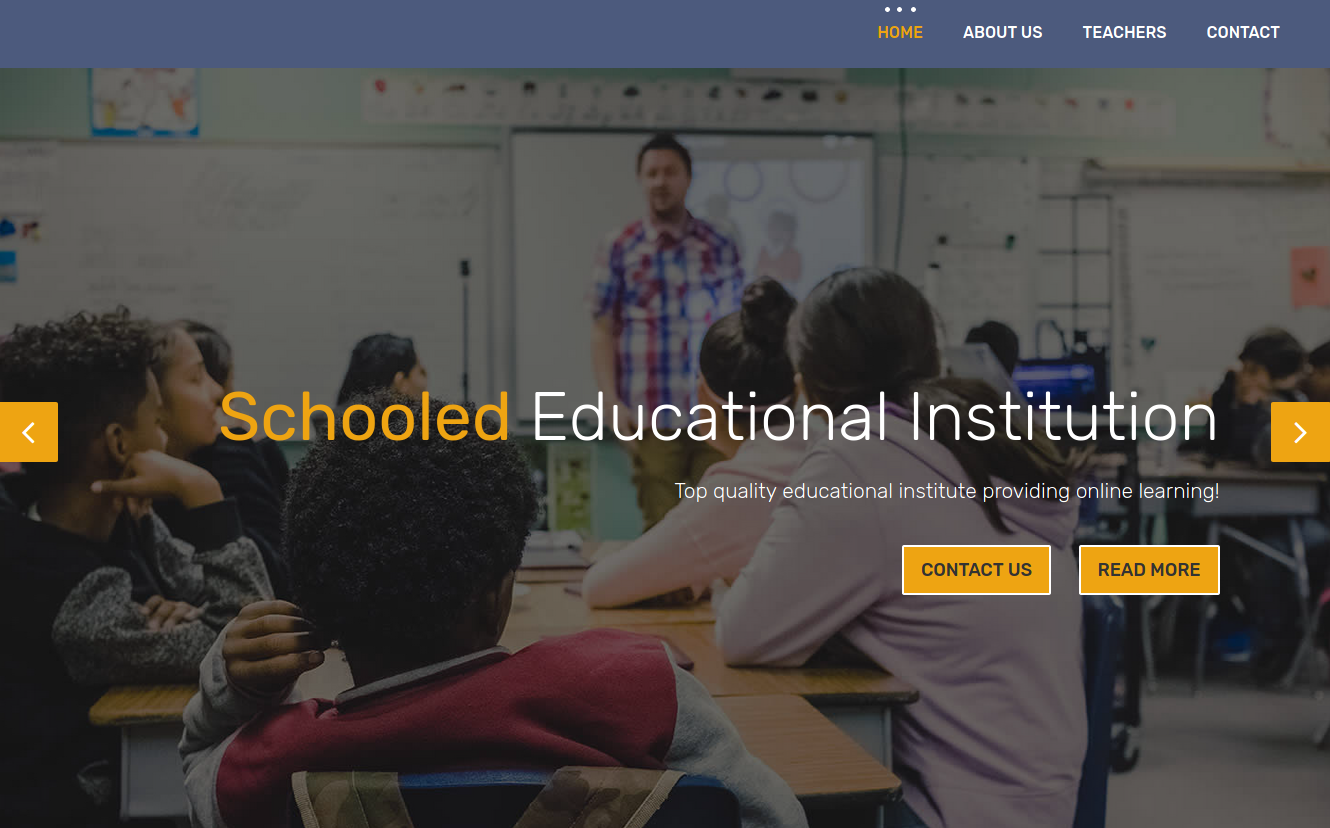 HOME ABOUT US TEACHERS CONTACT
Schooled Educational Institution
Top quality educational institute providing online learning!
CONTACT US READ MORE